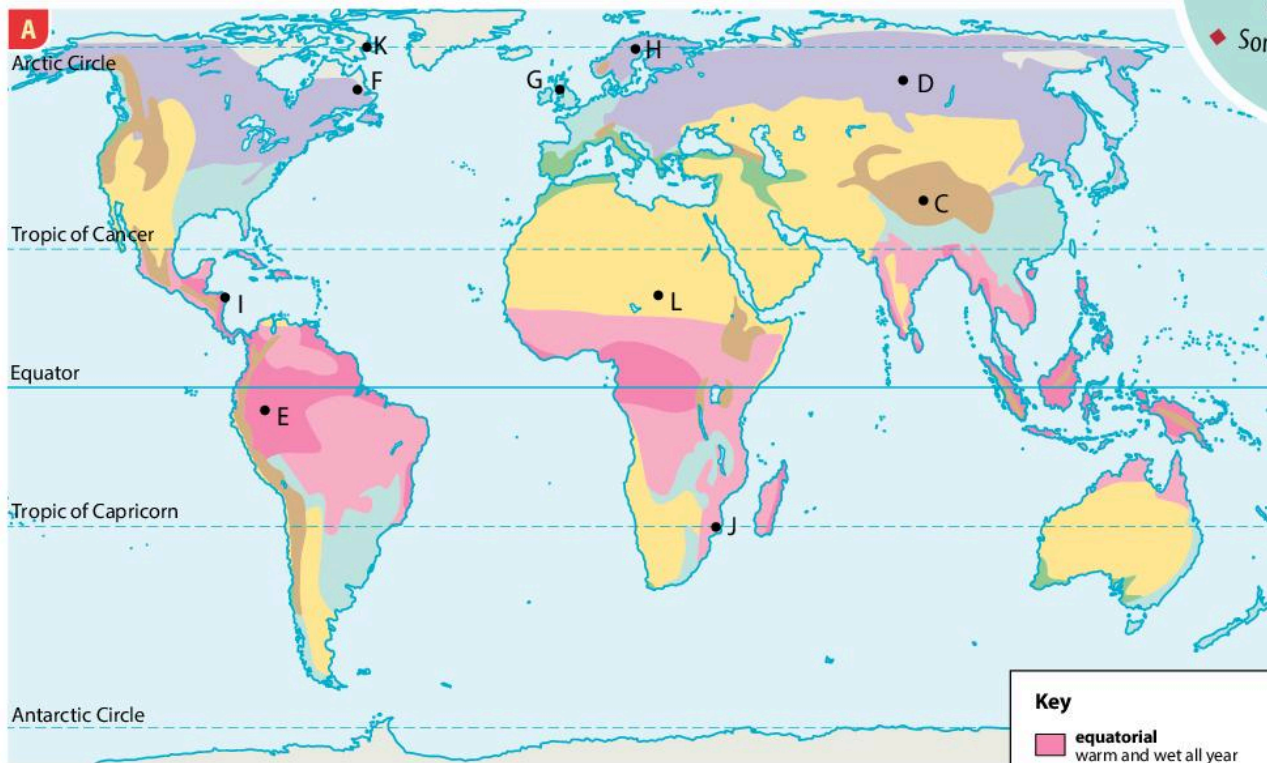 A
Sor
K
Arctic Circle
H
F
G
D
C
Tropic of Cancer
I
L
Equator
E
Tropic of Capricorn
J
Antarctic Circle
Key
equatorial
warm and wet all year